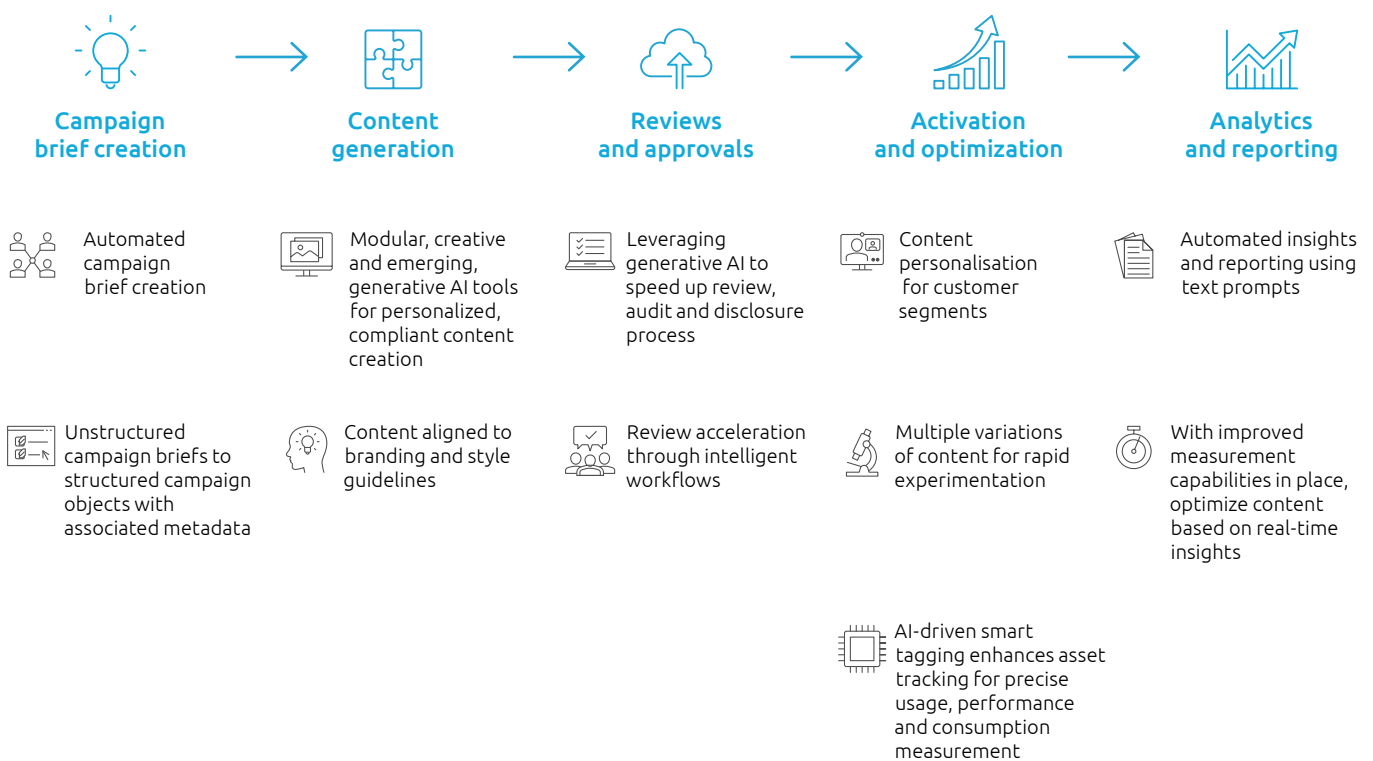 Campaign
brief creation
Content
generation
Reviews
and approvals
Activation
and optimization
Analytics
and reporting
Automated
campaign
brief creation
Modular, creative
and emerging,
generative AI tools
for personalized,
compliant content
creation
Leveraging
generative AI to
speed up review,
audit and disclosure
process
Content
personalisation
for customer
segments
Automated insights
and reporting using
text prompts
Unstructured
campaign briefs to
structured campaign
objects with
associated metadata
Content aligned to
branding and style
guidelines
Review acceleration
through intelligent
workflows
Multiple variations
of content for rapid
experimentation
With improved
measurement
capabilities in place,
optimize content
based on real-time
insights
AI-driven smart
tagging enhances asset
tracking for precise
usage, performance
and consumption
measurement